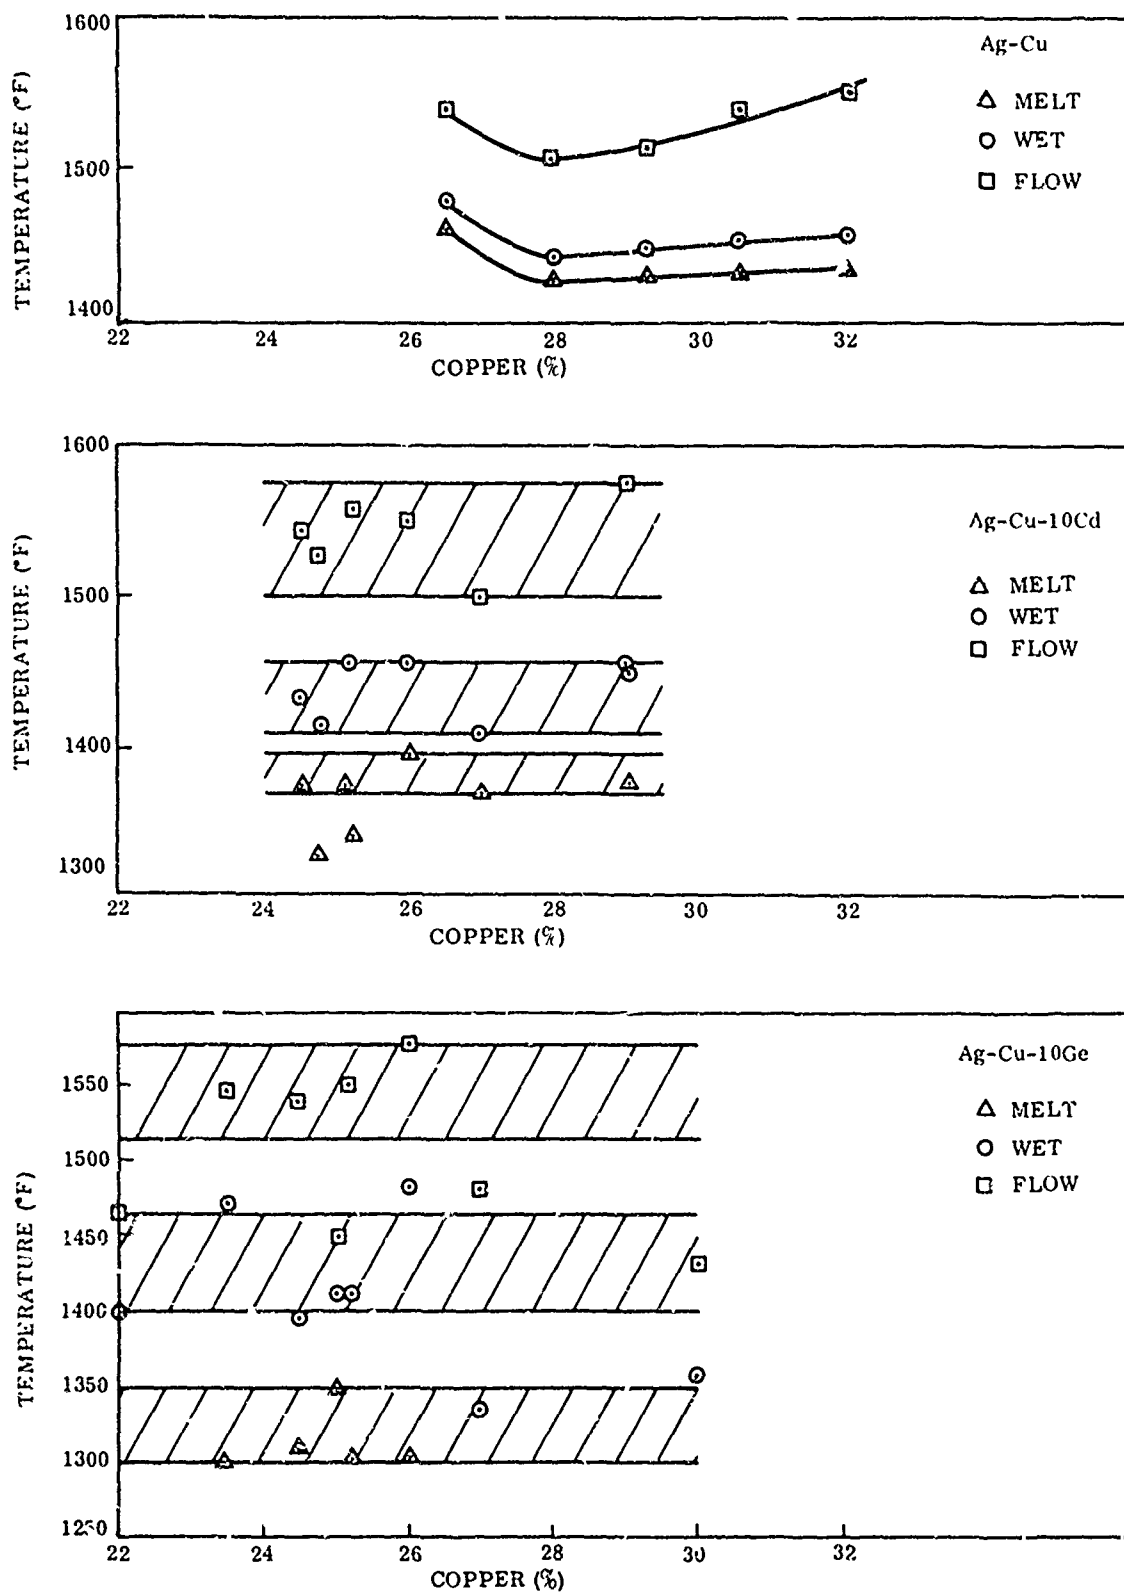 1600
Ag-Cu
MELT
WET
FLOW
1500
1400
TEMPERATURE (°F)
22 24 26 28 30 32
COPPER (%)
1600
Ag-Cu-10Cd
MELT
WET
FLOW
1500
1400
1300
TEMPERATURE (°F)
22 24 26 28 30 32
COPPER (%)
Ag-Cu-10Ge
MELT
WET
FLOW
1550
1500
1450
1400
1350
1300
1250
TEMPERATURE (°F)
22 24 26 28 30 32
COPPER (%)